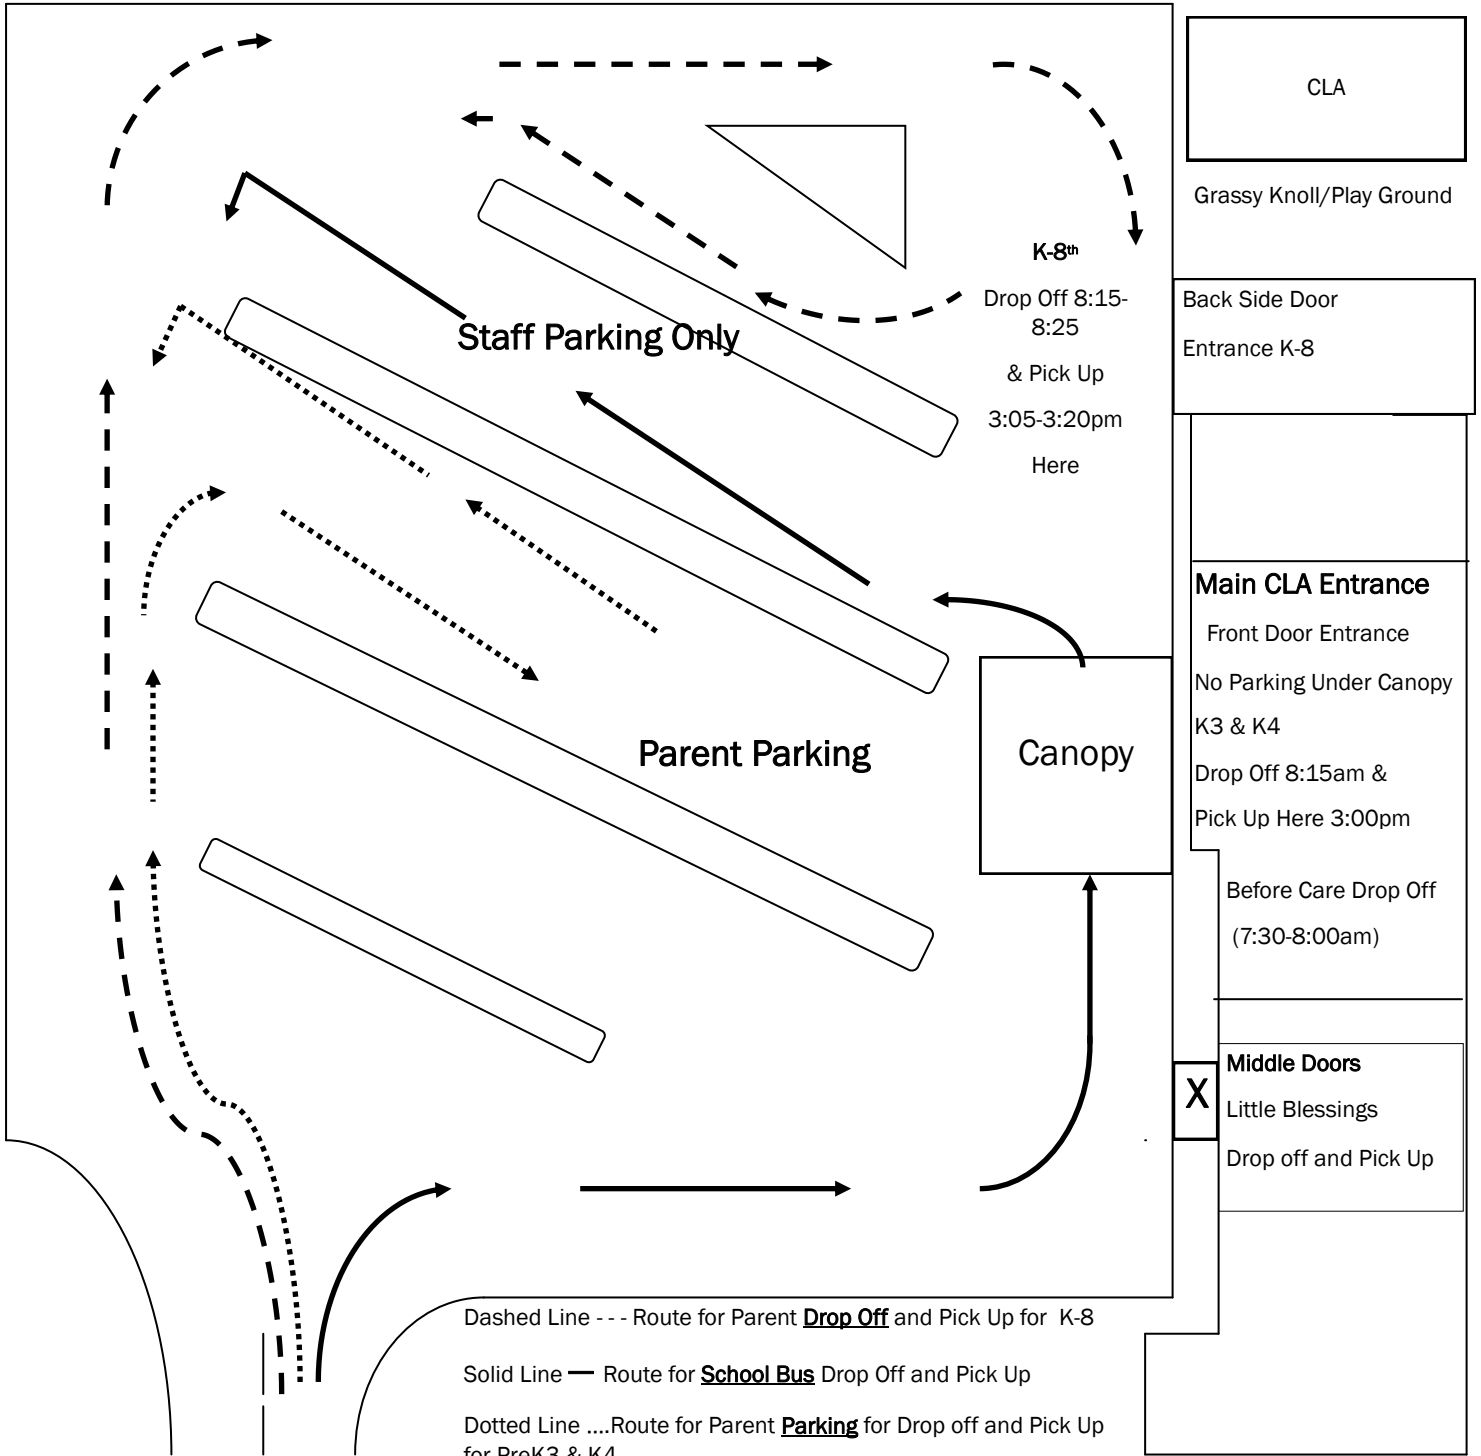 CLA
Grassy Knoll/Play Ground
K-8th
Drop Off 8:15-
8:25
& Pick Up
3:05-3:20pm
Here
Back Side Door
Entrance K-8
Staff Parking Only
Main CLA Entrance
Front Door Entrance
No Parking Under Canopy
K3 & K4
Drop Off 8:15am &
Pick Up Here 3:00pm
Parent Parking
Canopy
Before Care Drop Off
(7:30-8:00am)
X
Middle Doors
Little Blessings
Drop off and Pick Up
Dashed Line - - - Route for Parent Drop Off and Pick Up for K-8
Solid Line — Route for School Bus Drop Off and Pick Up
Dotted Line ....Route for Parent Parking for Drop off and Pick Up
for PreK3 & K4